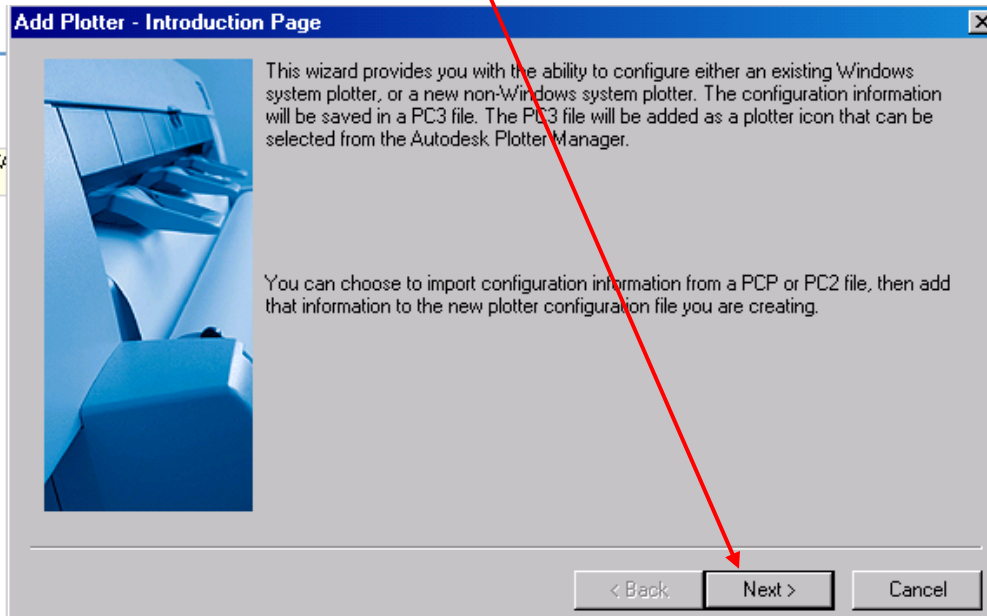 Add Plotter - Introduction Page
This wizard provides you with the ability to configure either an existing Windows
system plotter, or a new non-Windows system plotter. The configuration information
will be saved in a PC3 file. The PC3 file will be added as a plotter icon that can be
selected from the Autodesk Plotter Manager.
You can choose to import configuration information from a PCP or PC2 file, then add
that information to the new plotter configuration file you are creating.
< Back Next > Cancel